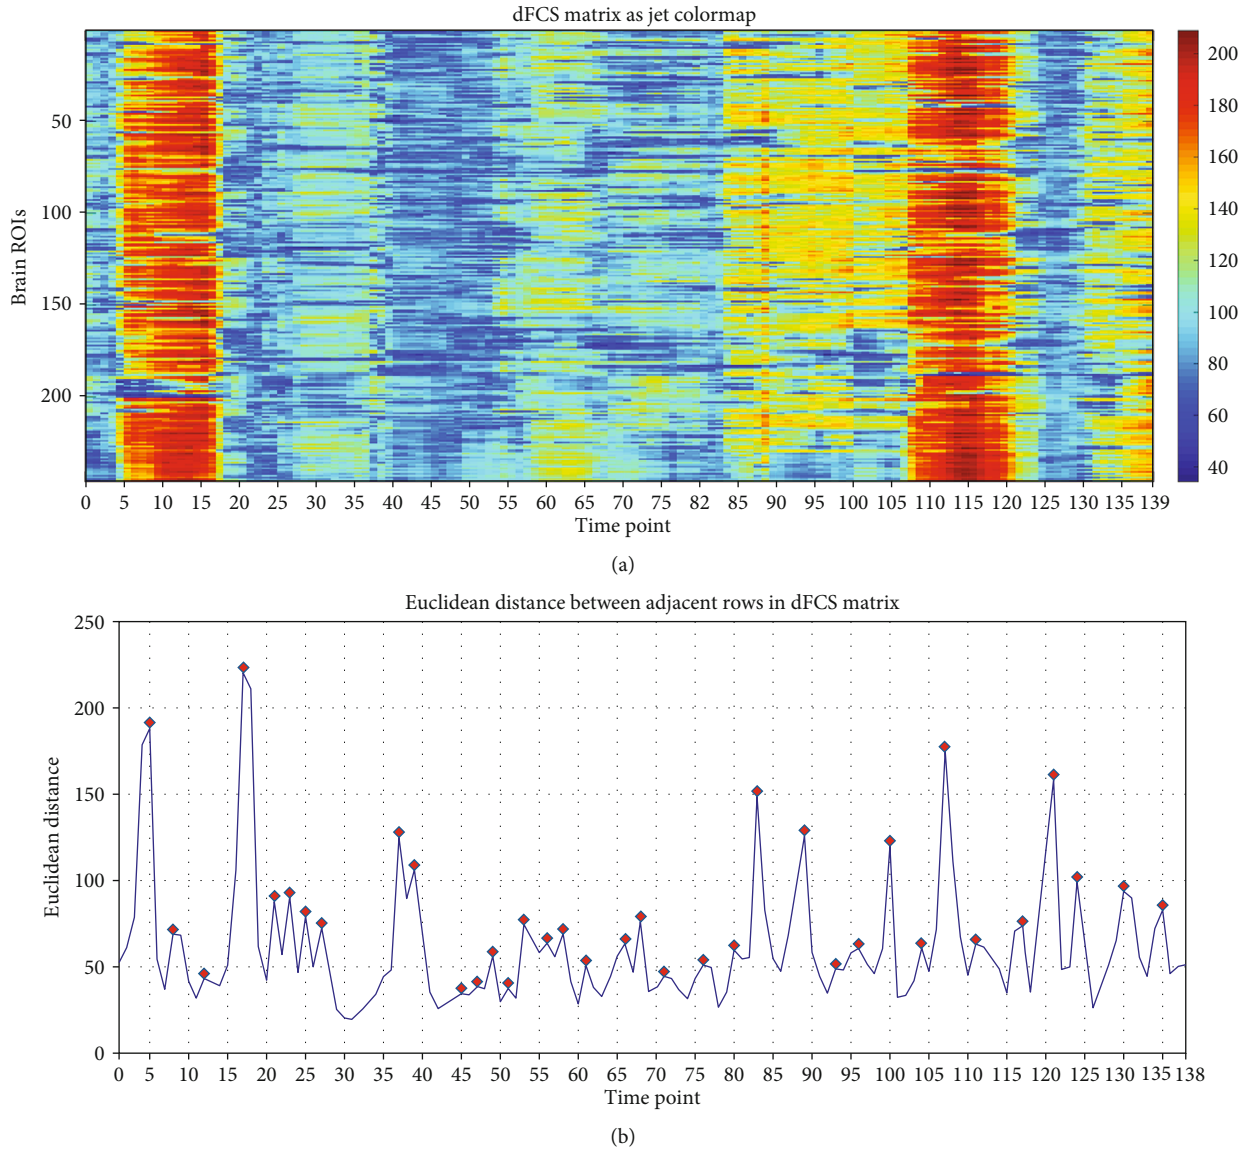 dFCS matrix as jet colormap
Brain ROIs
50
100
150
200
0 5 10 15 20 25 30 35 40 45 50 55 60 65 70 75 82 85 90 95 100 105 110 115 120 125 130 135 139
Time point
200
180
160
140
120
100
80
60
40
(a)
Euclidean distance between adjacent rows in dFCS matrix
Euclidean distance
250
200
150
100
50
0
0 5 10 15 20 25 30 35 40 45 50 55 60 65 70 75 80 85 90 95 100 105 110 115 120 125 130 135 138
Time point
(b)